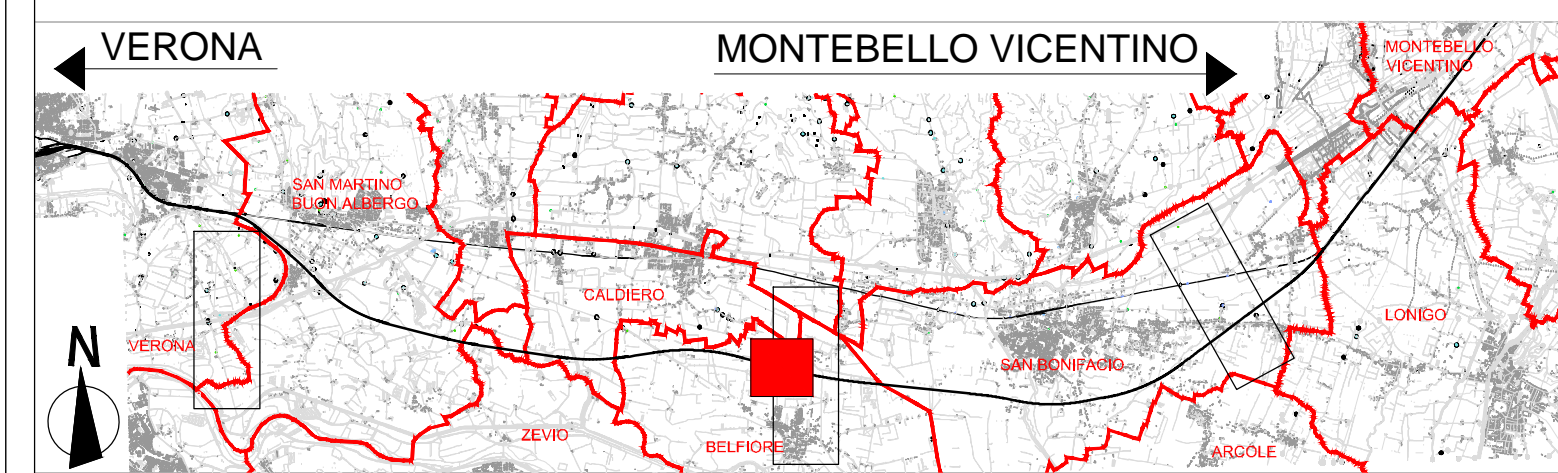 VERONA
MONTEBELLO VICENTINO
MONTEBELLO
VICENTINO
SAN MARTINO
BUON ALBERGO
CALDIERO
LONIGO
VERONA
N
SAN BONIFACIO
ZEVIO
BELFIORE
ARCOLE